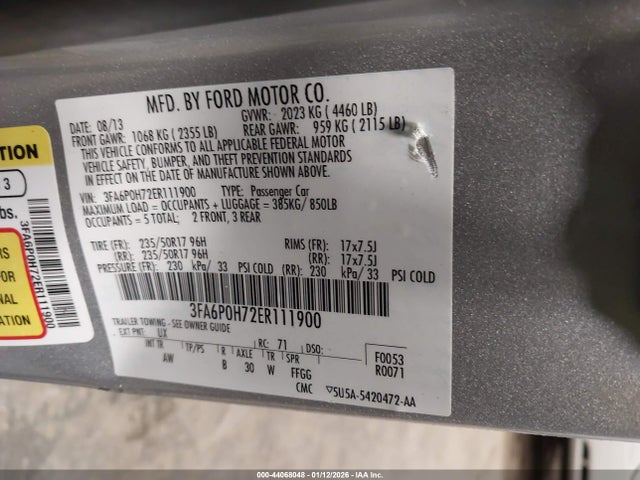 MFD. BY FORD MOTOR CO.
DATE: 08/13 GVWR: 2023 KG (4460 LB)
FRONT GAWR: 1068 KG (2355 LB) REAR GAWR: 959 KG (2115 LB)
THIS VEHICLE CONFORMS TO ALL APPLICABLE FEDERAL MOTOR
VEHICLE SAFETY, BUMPER, AND THEFT PREVENTION STANDARDS
IN EFFECT ON THE DATE OF MANUFACTURE SHOWN ABOVE.
VIN: 3FA6P0H72ER111900 TYPE: Passenger Car
MAXIMUM LOAD = OCCUPANTS + LUGGAGE = 385KG/ 850LB
OCCUPANTS = 5 TOTAL; 2 FRONT, 3 REAR
TIRE (FR): 235/50R17 96H RIMS (FR): 17x7.5J
(RR): 235/50R17 96H (RR): 17x7.5J
PRESSURE (FR): 230 kPa/ 33 PSI COLD (RR): 230 kPa/ 33 PSI COLD
3FA6P0H72ER111900
TRAILER TOWING - SEE OWNER GUIDE
EXT PNT: UX RC: 71 DSO:
INT TR TP/PS R AXLE TR SPR F0053
AW B 30 W FFGG R0071
CMC 5U5A-5420472-AA
TION
3
bs.
RS
FOR
NAL
ATION
3FA6P0H72ER111900
000-44068048 - 01/12/2026 - IAA Inc.